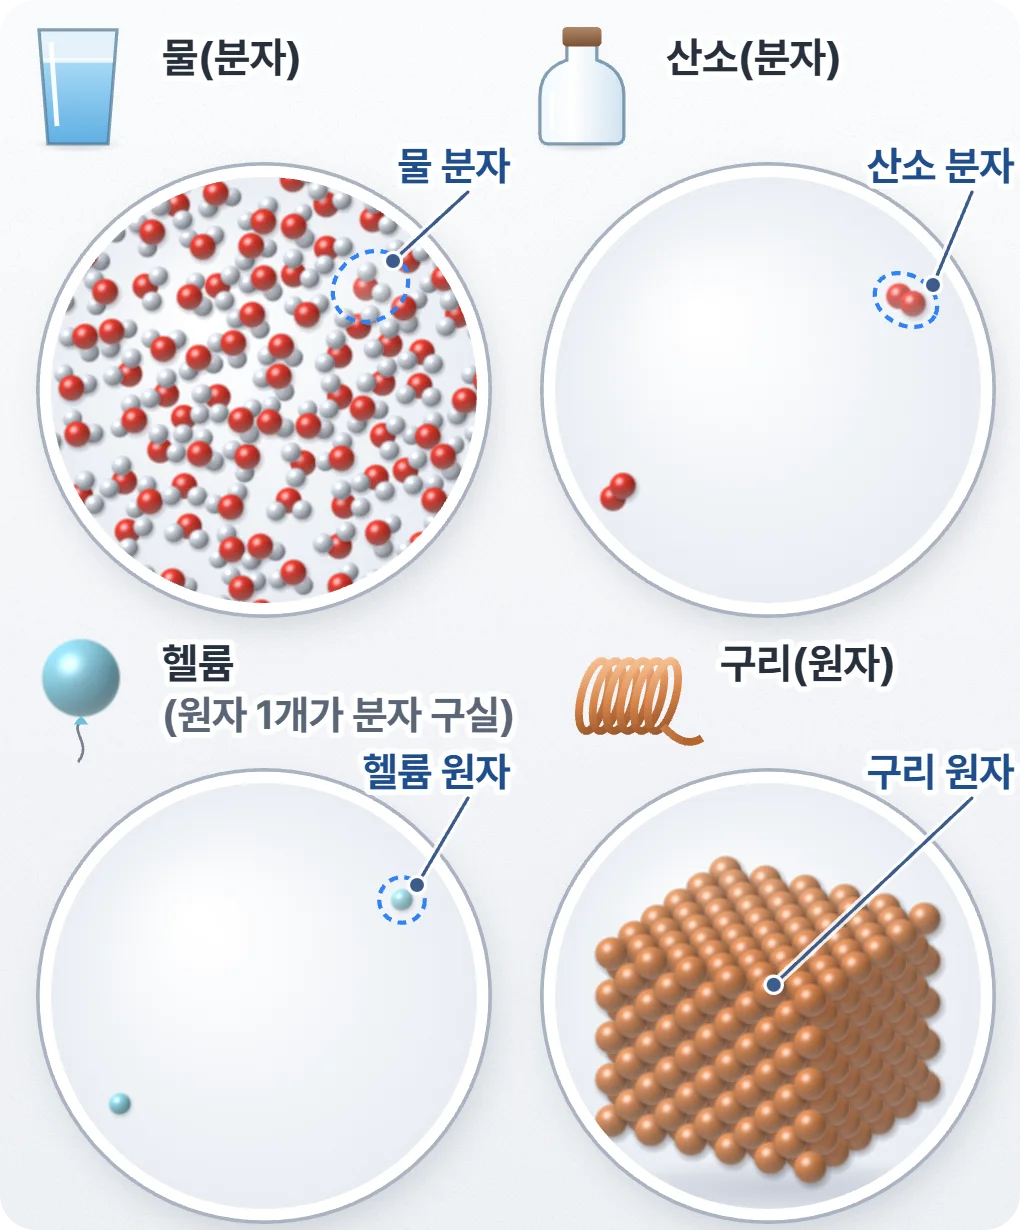 물(분자)
산소(분자)
물 분자
산소 분자
헬륨
(원자 1개가 분자 구실)
구리(원자)
헬륨 원자
구리 원자